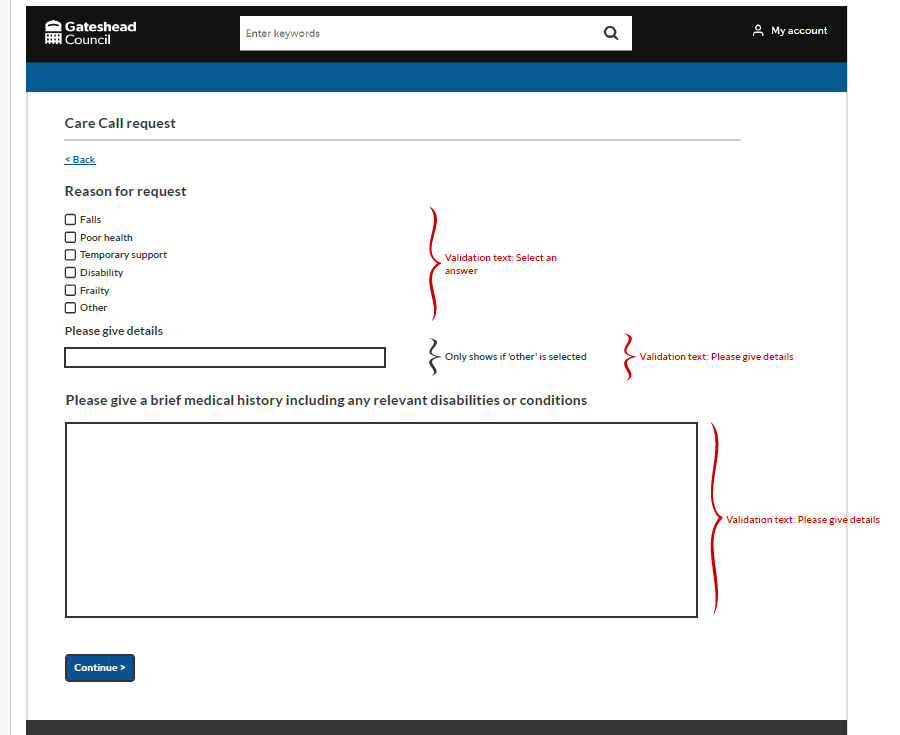 Gateshead
Council
Enter keywords
My account
Care Call request
< Back
Reason for request
Falls
Poor health
Temporary support
Disability
Frailty
Other
Validation text: Select an
answer
Please give details
Only shows if 'other' is selected
Validation text: Please give details
Please give a brief medical history including any relevant disabilities or conditions
Validation text: Please give details
Continue >